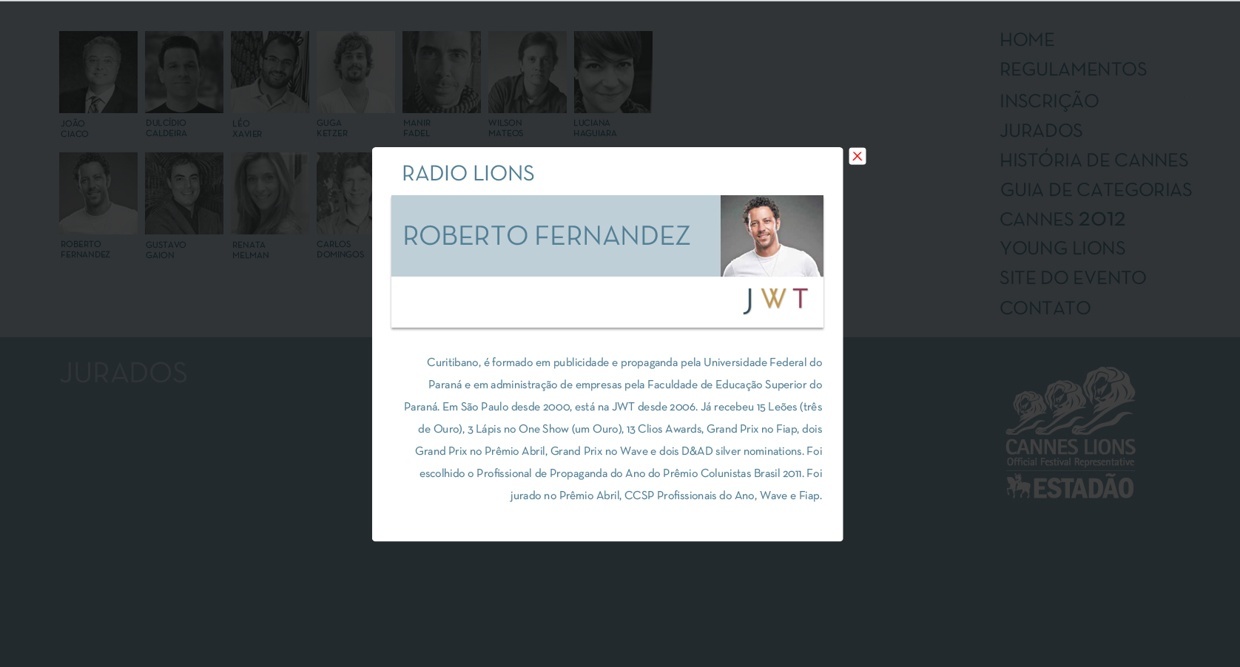 JOÃO
CIACO
DULCÍDIO
CALDEIRA
LÉO
XAVIER
GUGA
KETZER
MANIR
FADEL
WILSON
MATEOS
LUCIANA
HAGUIARA
ROBERTO
FERNANDEZ
GUSTAVO
GAION
RENATA
MELMAN
CARLOS
DOMINGOS
HOME
REGULAMENTOS
INSCRIÇÃO
JURADOS
HISTÓRIA DE CANNES
GUIA DE CATEGORIAS
CANNES 2012
YOUNG LIONS
SITE DO EVENTO
CONTATO
RADIO LIONS
ROBERTO FERNANDEZ
JWT
Curitibano, é formado em publicidade e propaganda pela Universidade Federal do
Paraná e em administração de empresas pela Faculdade de Educação Superior do
Paraná. Em São Paulo desde 2000, está na JWT desde 2006. Já recebeu 15 Leões (três
de Ouro), 3 Lápis no One Show (um Ouro), 13 Clios Awards, Grand Prix no Fiap, dois
Grand Prix no Prêmio Abril, Grand Prix no Wave e dois D&AD silver nominations. Foi
escolhido o Profissional de Propaganda do Ano do Prêmio Colunistas Brasil 2011. Foi
jurado no Prêmio Abril, CCSP Profissionais do Ano, Wave e Fiap.
JURADOS
CANNES LIONS
Official Festival Representative
ESTADÃO